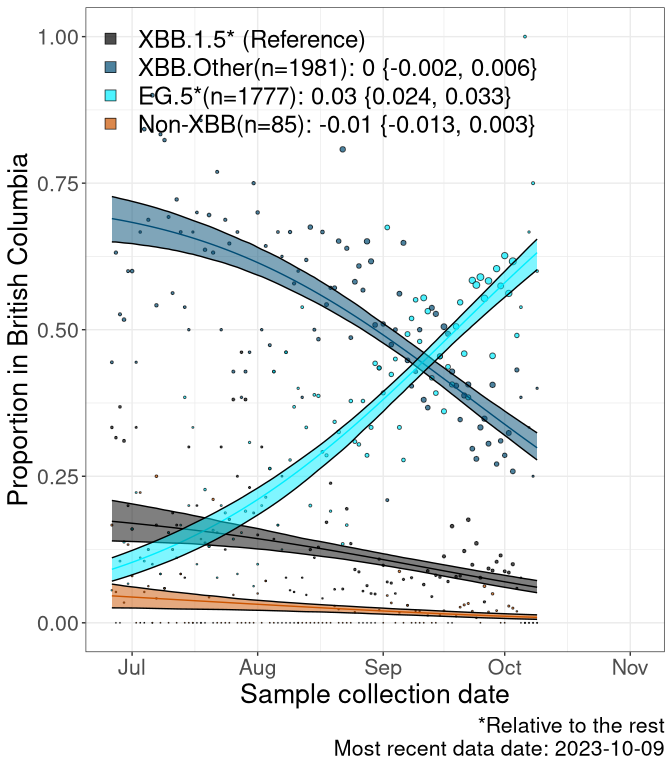 1.00
0.75
0.50
0.25
0.00
Proportion in British Columbia
XBB.1.5* (Reference)
XBB.Other(n=1981): 0 {-0.002, 0.006}
EG.5*(n=1777): 0.03 {0.024, 0.033}
Non-XBB(n=85): -0.01 {-0.013, 0.003}
Jul Aug Sep Oct Nov
Sample collection date
*Relative to the rest
Most recent data date: 2023-10-09